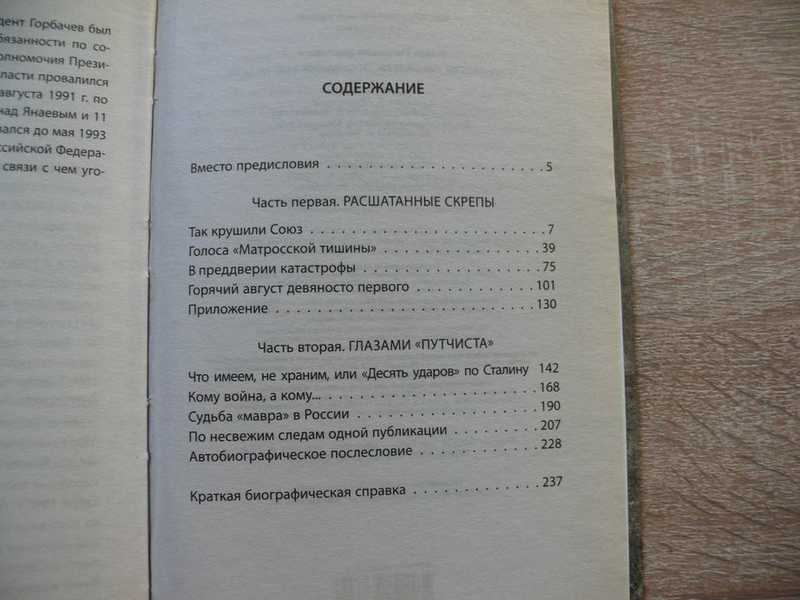 дент Горбачев был
бязанности по со-
олномочия Прези-
ласти провалился
августа 1991 г. по
над Янаевым и 11
вался до мая 1993
ссийской Федера-
связи с чем уго-
СОДЕРЖАНИЕ
Вместо предисловия . . . . . . . . . . . . . . . . . . . . . . . 5
Часть первая. РАСШАТАННЫЕ СКРЕПЫ
Так крушили Союз . . . . . . . . . . . . . . . . . . . . . . . . 7
Голоса «Матросской тишины» . . . . . . . . . . . . . . . . 39
В преддверии катастрофы . . . . . . . . . . . . . . . . . . 75
Горячий август девяносто первого . . . . . . . . . . . . . 101
Приложение . . . . . . . . . . . . . . . . . . . . . . . . . . . 130
Часть вторая. ГЛАЗАМИ «ПУТЧИСТА»
Что имеем, не храним, или «Десять ударов» по Сталину 142
Кому война, а кому... . . . . . . . . . . . . . . . . . . . . . . 168
Судьба «мавра» в России . . . . . . . . . . . . . . . . . . . 190
По несвежим следам одной публикации . . . . . . . . . 207
Автобиографическое послесловие . . . . . . . . . . . . . 228
Краткая биографическая справка . . . . . . . . . . . . . 237